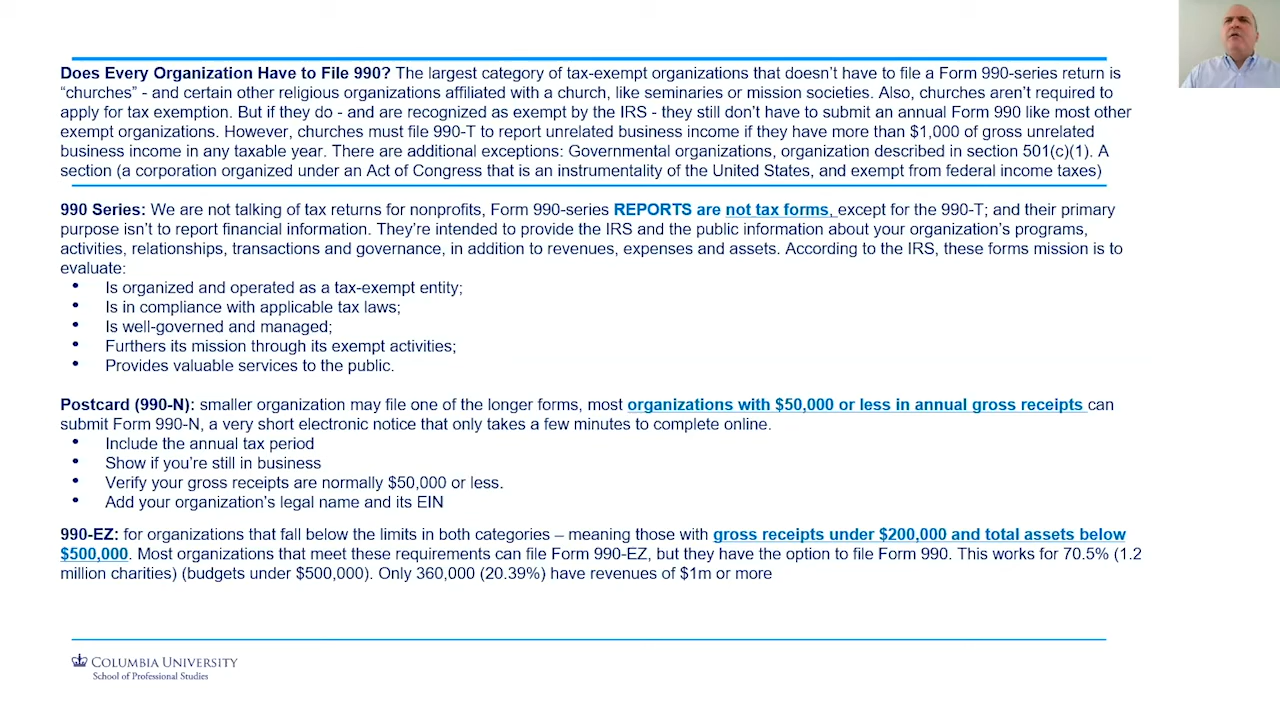 Does Every Organization Have to File 990? The largest category of tax-exempt organizations that doesn't have to file a Form 990-series return is
“churches” - and certain other religious organizations affiliated with a church, like seminaries or mission societies. Also, churches aren't required to
apply for tax exemption. But if they do - and are recognized as exempt by the IRS - they still don't have to submit an annual Form 990 like most other
exempt organizations. However, churches must file 990-T to report unrelated business income if they have more than $1,000 of gross unrelated
business income in any taxable year. There are additional exceptions: Governmental organizations, organization described in section 501(c)(1). A
section (a corporation organized under an Act of Congress that is an instrumentality of the United States, and exempt from federal income taxes)
990 Series: We are not talking of tax returns for nonprofits, Form 990-series REPORTS are not tax forms, except for the 990-T; and their primary
purpose isn't to report financial information. They're intended to provide the IRS and the public information about your organization's programs,
activities, relationships, transactions and governance, in addition to revenues, expenses and assets. According to the IRS, these forms mission is to
evaluate:
• Is organized and operated as a tax-exempt entity;
• Is in compliance with applicable tax laws;
• Is well-governed and managed;
• Furthers its mission through its exempt activities;
• Provides valuable services to the public.
Postcard (990-N): smaller organization may file one of the longer forms, most organizations with $50,000 or less in annual gross receipts can
submit Form 990-N, a very short electronic notice that only takes a few minutes to complete online.
• Include the annual tax period
• Show if you're still in business
• Verify your gross receipts are normally $50,000 or less.
• Add your organization's legal name and its EIN
990-EZ: for organizations that fall below the limits in both categories – meaning those with gross receipts under $200,000 and total assets below
$500,000. Most organizations that meet these requirements can file Form 990-EZ, but they have the option to file Form 990. This works for 70.5% (1.2
million charities) (budgets under $500,000). Only 360,000 (20.39%) have revenues of $1m or more
COLUMBIA UNIVERSITY
School of Professional Studies